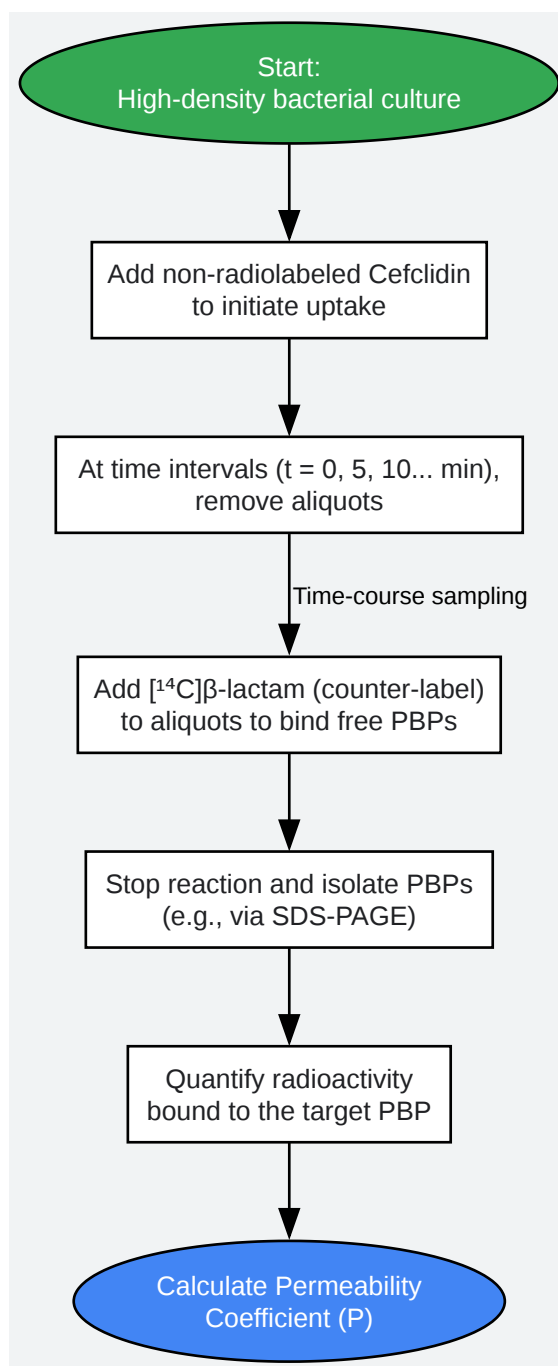 Start:
High-density bacterial culture
Add non-radiolabeled Cefclidin
to initiate uptake
At time intervals (t = 0, 5, 10... min),
remove aliquots
Time-course sampling
Add [¹⁴C]β-lactam (counter-label)
to aliquots to bind free PBPs
Stop reaction and isolate PBPs
(e.g., via SDS-PAGE)
Quantify radioactivity
bound to the target PBP
Calculate Permeability
Coefficient (P)